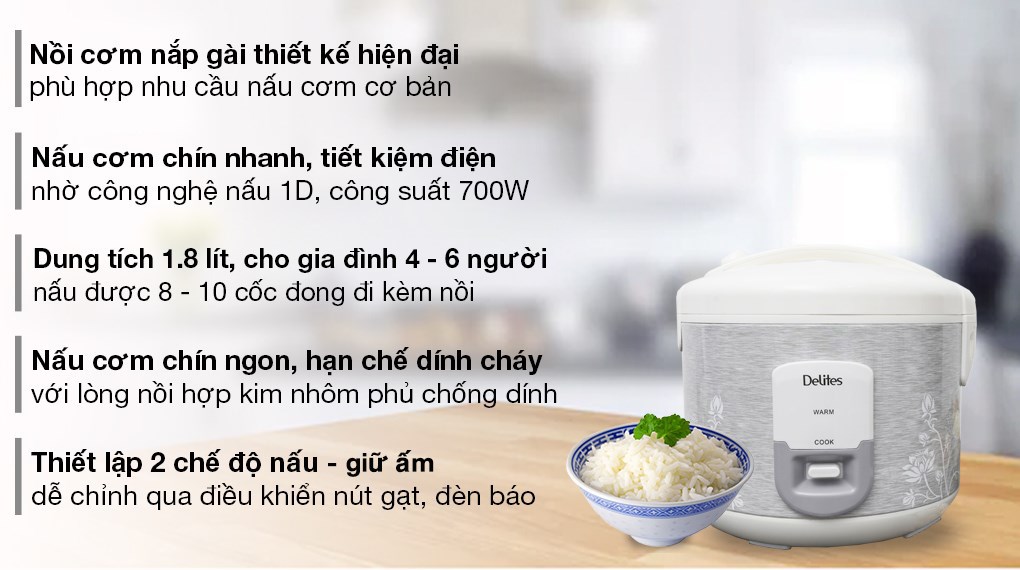 Nồi cơm nắp gài thiết kế hiện đại
phù hợp nhu cầu nấu cơm cơ bản
Nấu cơm chín nhanh, tiết kiệm điện
nhờ công nghệ nấu 1D, công suất 700W
Dung tích 1.8 lít, cho gia đình 4 - 6 người
nấu được 8 - 10 cốc đong đi kèm nồi
Nấu cơm chín ngon, hạn chế dính cháy
với lòng nồi hợp kim nhôm phủ chống dính
Thiết lập 2 chế độ nấu - giữ ấm
dễ chỉnh qua điều khiển nút gạt, đèn báo
Delites
WARM
COOK